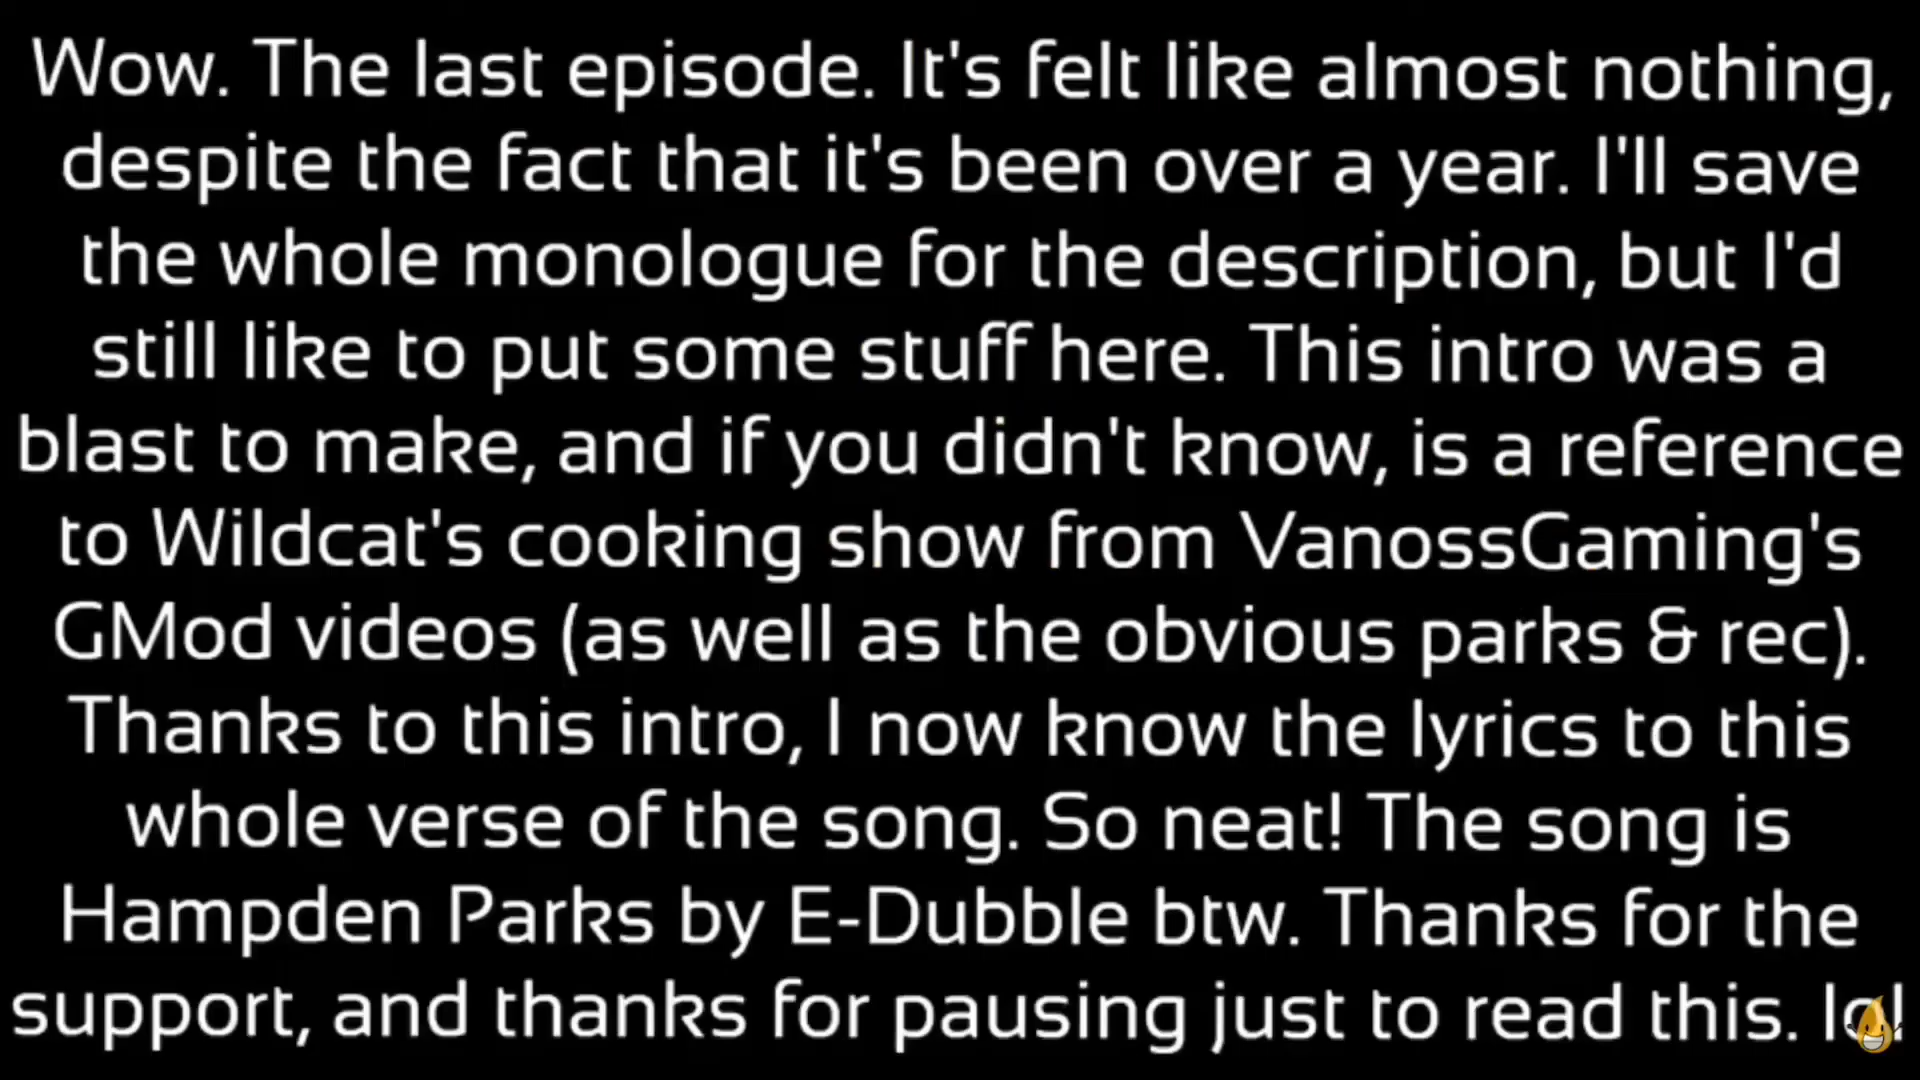 Wow. The last episode. It's felt like almost nothing,
despite the fact that it's been over a year. I'll save
the whole monologue for the description, but I'd
still like to put some stuff here. This intro was a
blast to make, and if you didn't know, is a reference
to Wildcat's cooking show from VanossGaming's
GMod videos (as well as the obvious parks & rec).
Thanks to this intro, I now know the lyrics to this
whole verse of the song. So neat! The song is
Hampden Parks by E-Dubble btw. Thanks for the
support, and thanks for pausing just to read this. lol